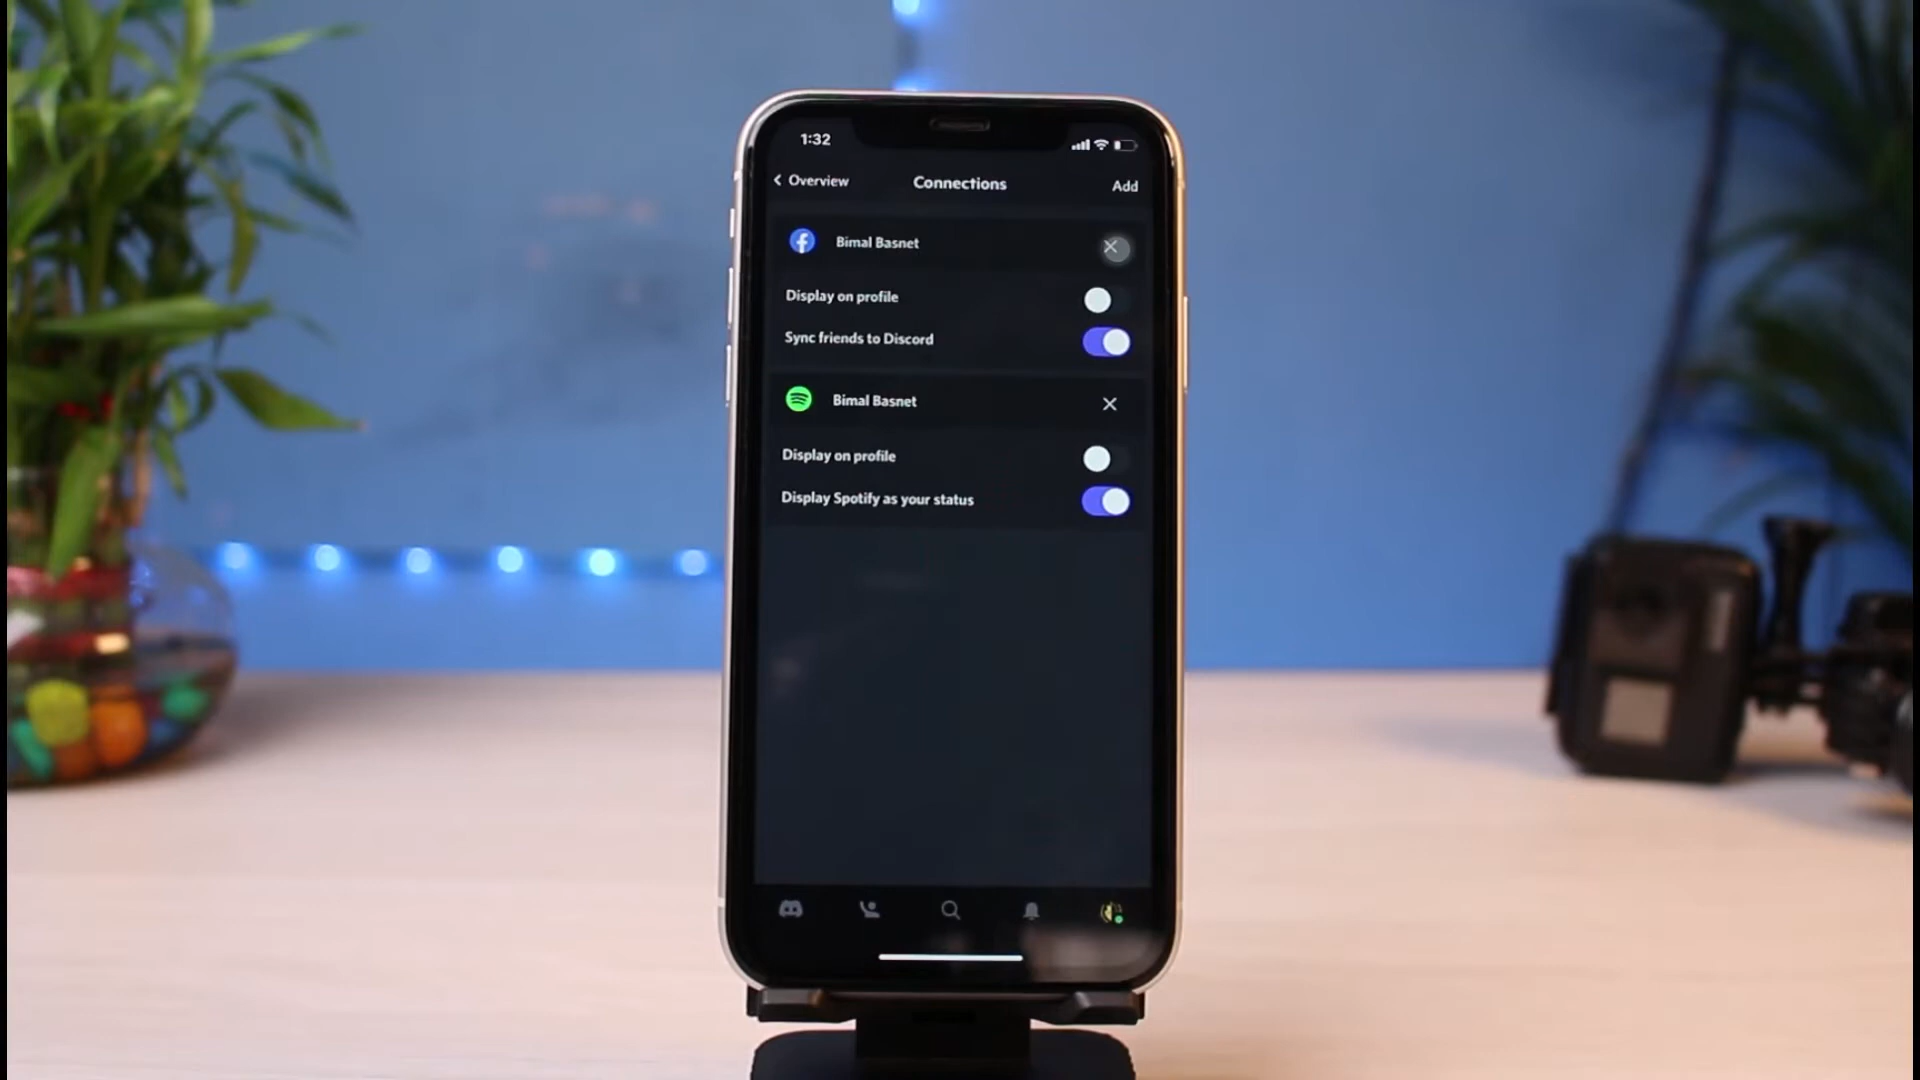 1:32
Overview
Connections
Add
Bimal Basnet
Display on profile
Sync friends to Discord
Bimal Basnet
Display on profile
Display Spotify as your status